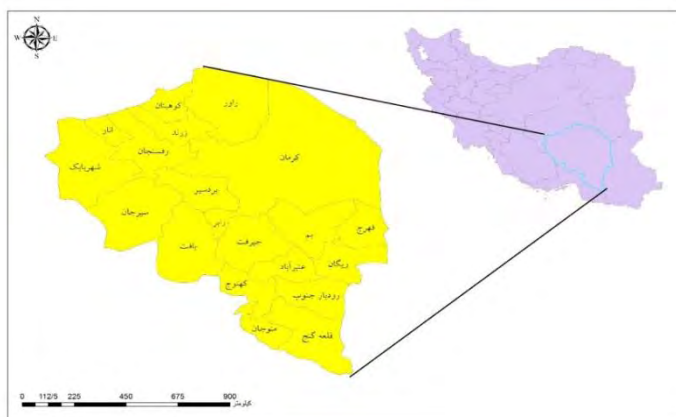 N
W E
S
راور
کوهبنان
انار
زرند
کرمان
رفسنجان
شهربابک
بردسیر
سیرجان
رابر
بم
فهرج
بافت
جیرفت
ریگان
عنبرآباد
کهنوج
رودبار جنوب
منوجان
قلعه گنج
0 112/5 225 450 675 900
کیلومتر